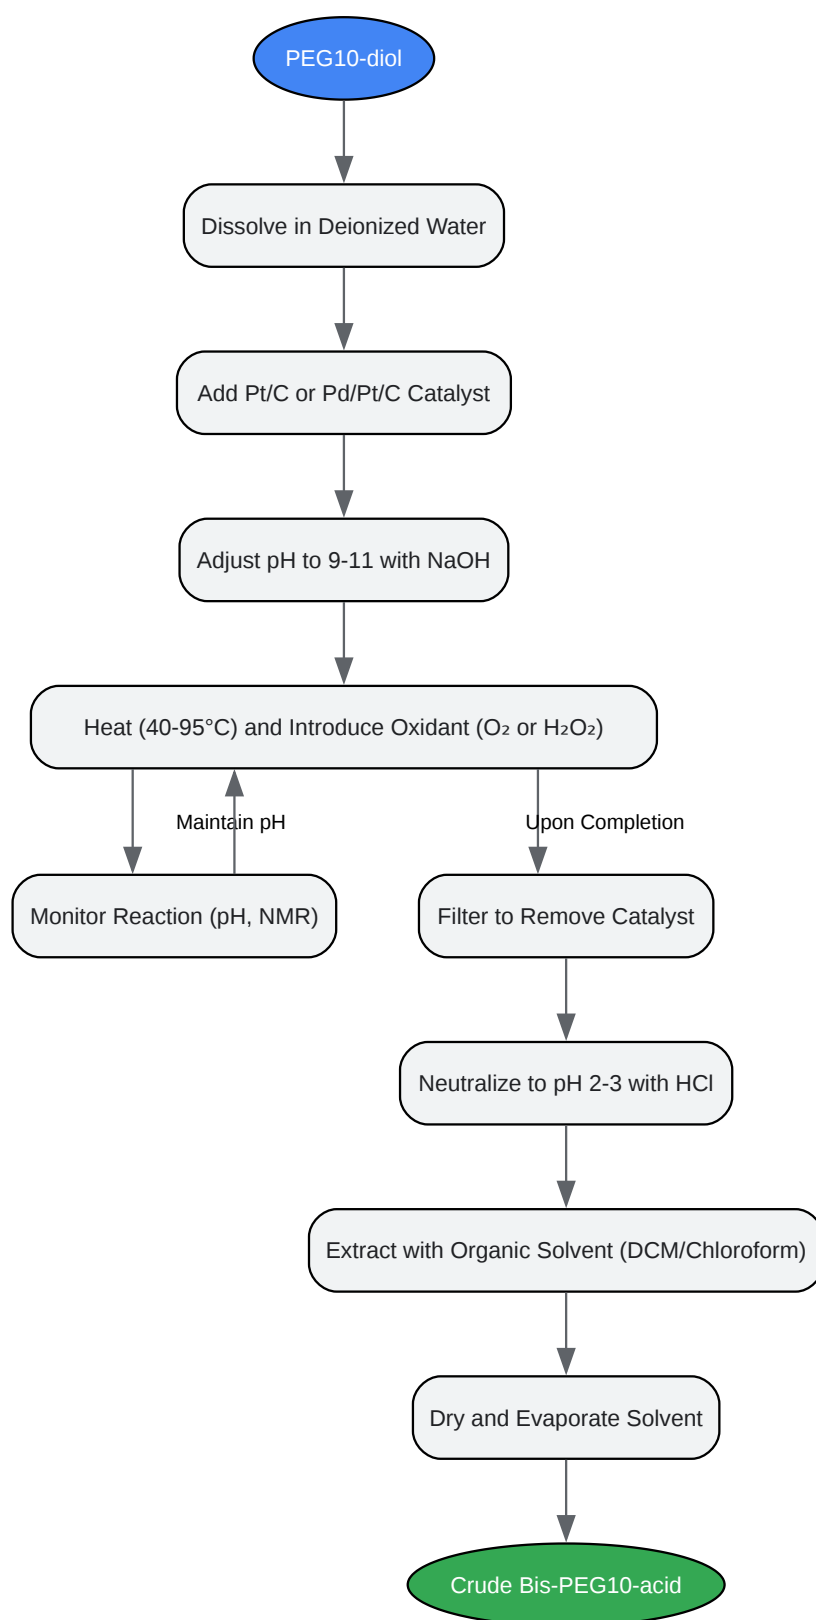 PEG10-diol
Dissolve in Deionized Water
Add Pt/C or Pd/Pt/C Catalyst
Adjust pH to 9-11 with NaOH
Heat (40-95°C) and Introduce Oxidant (O₂ or H₂O₂)
Maintain pH
Upon Completion
Monitor Reaction (pH, NMR)
Filter to Remove Catalyst
Neutralize to pH 2-3 with HCl
Extract with Organic Solvent (DCM/Chloroform)
Dry and Evaporate Solvent
Crude Bis-PEG10-acid